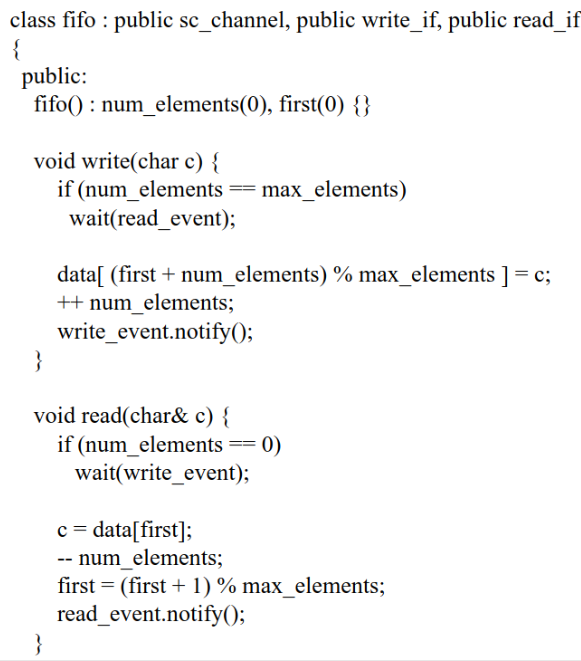 class fifo : public sc_channel, public write_if, public read_if
{
public:
fifo() : num_elements(0), first(0) {}
void write(char c) {
if (num_elements == max_elements)
wait(read_event);
data[ (first + num_elements) % max_elements ] = c;
++ num_elements;
write_event.notify();
}
void read(char& c) {
if (num_elements == 0)
wait(write_event);
c = data[first];
-- num_elements;
first = (first + 1) % max_elements;
read_event.notify();
}